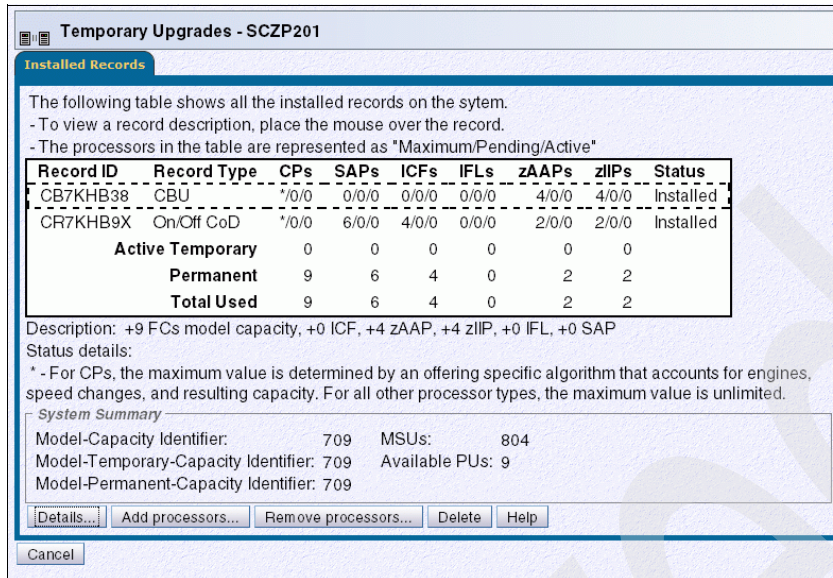 Temporary Upgrades - SCZP201
Installed Records
The following table shows all the installed records on the sytem.
- To view a record description, place the mouse over the record.
- The processors in the table are represented as "Maximum/Pending/Active"
Record ID Record Type CPs SAPs ICFs IFLs zAAPs zIIPs Status
CB7KHB38 CBU */0/0 0/0/0 0/0/0 0/0/0 4/0/0 4/0/0 Installed
CR7KHB9X On/Off CoD */0/0 6/0/0 4/0/0 0/0/0 2/0/0 2/0/0 Installed
Active Temporary 0 0 0 0 0 0
Permanent 9 6 4 0 2 2
Total Used 9 6 4 0 2 2
Description: +9 FCs model capacity, +0 ICF, +4 zAAP, +4 zIIP, +0 IFL, +0 SAP
Status details:
* - For CPs, the maximum value is determined by an offering specific algorithm that accounts for engines,
speed changes, and resulting capacity. For all other processor types, the maximum value is unlimited.
System Summary
Model-Capacity Identifier: 709 MSUs: 804
Model-Temporary-Capacity Identifier: 709 Available PUs: 9
Model-Permanent-Capacity Identifier: 709
Details... Add processors... Remove processors... Delete Help
Cancel